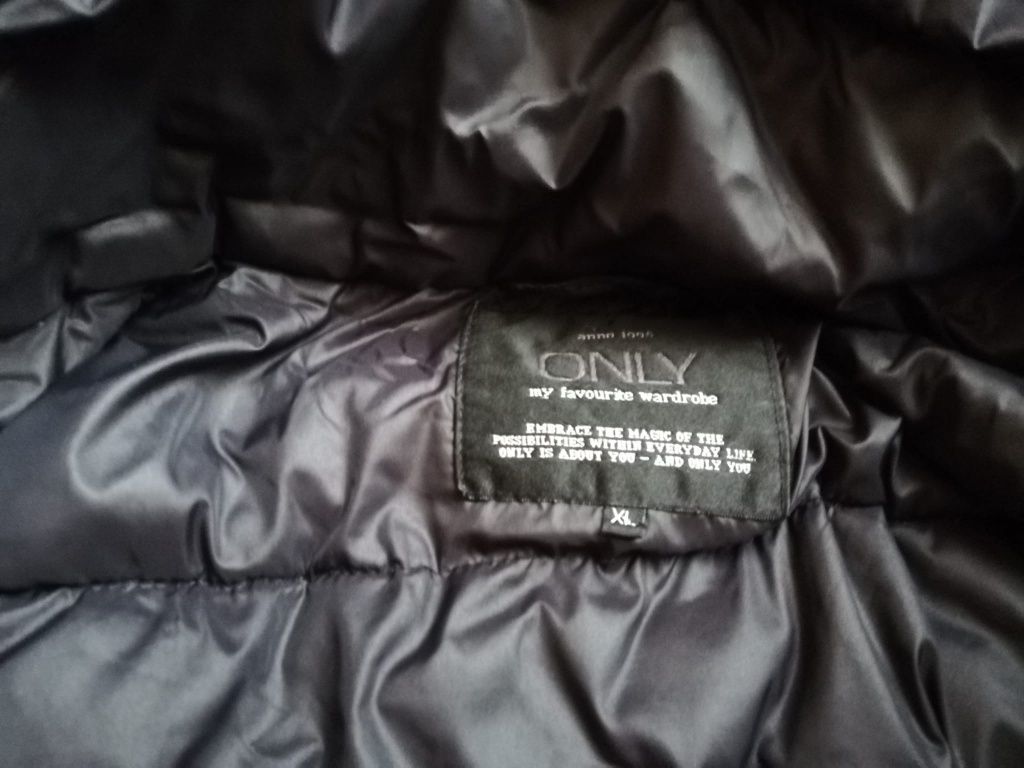 anno 1995
ONLY
my favourite wardrobe
EMBRACE THE MAGIC OF THE
POSSIBILITIES WITHIN EVERYDAY LIFE.
ONLY IS ABOUT YOU - AND ONLY YOU
XL